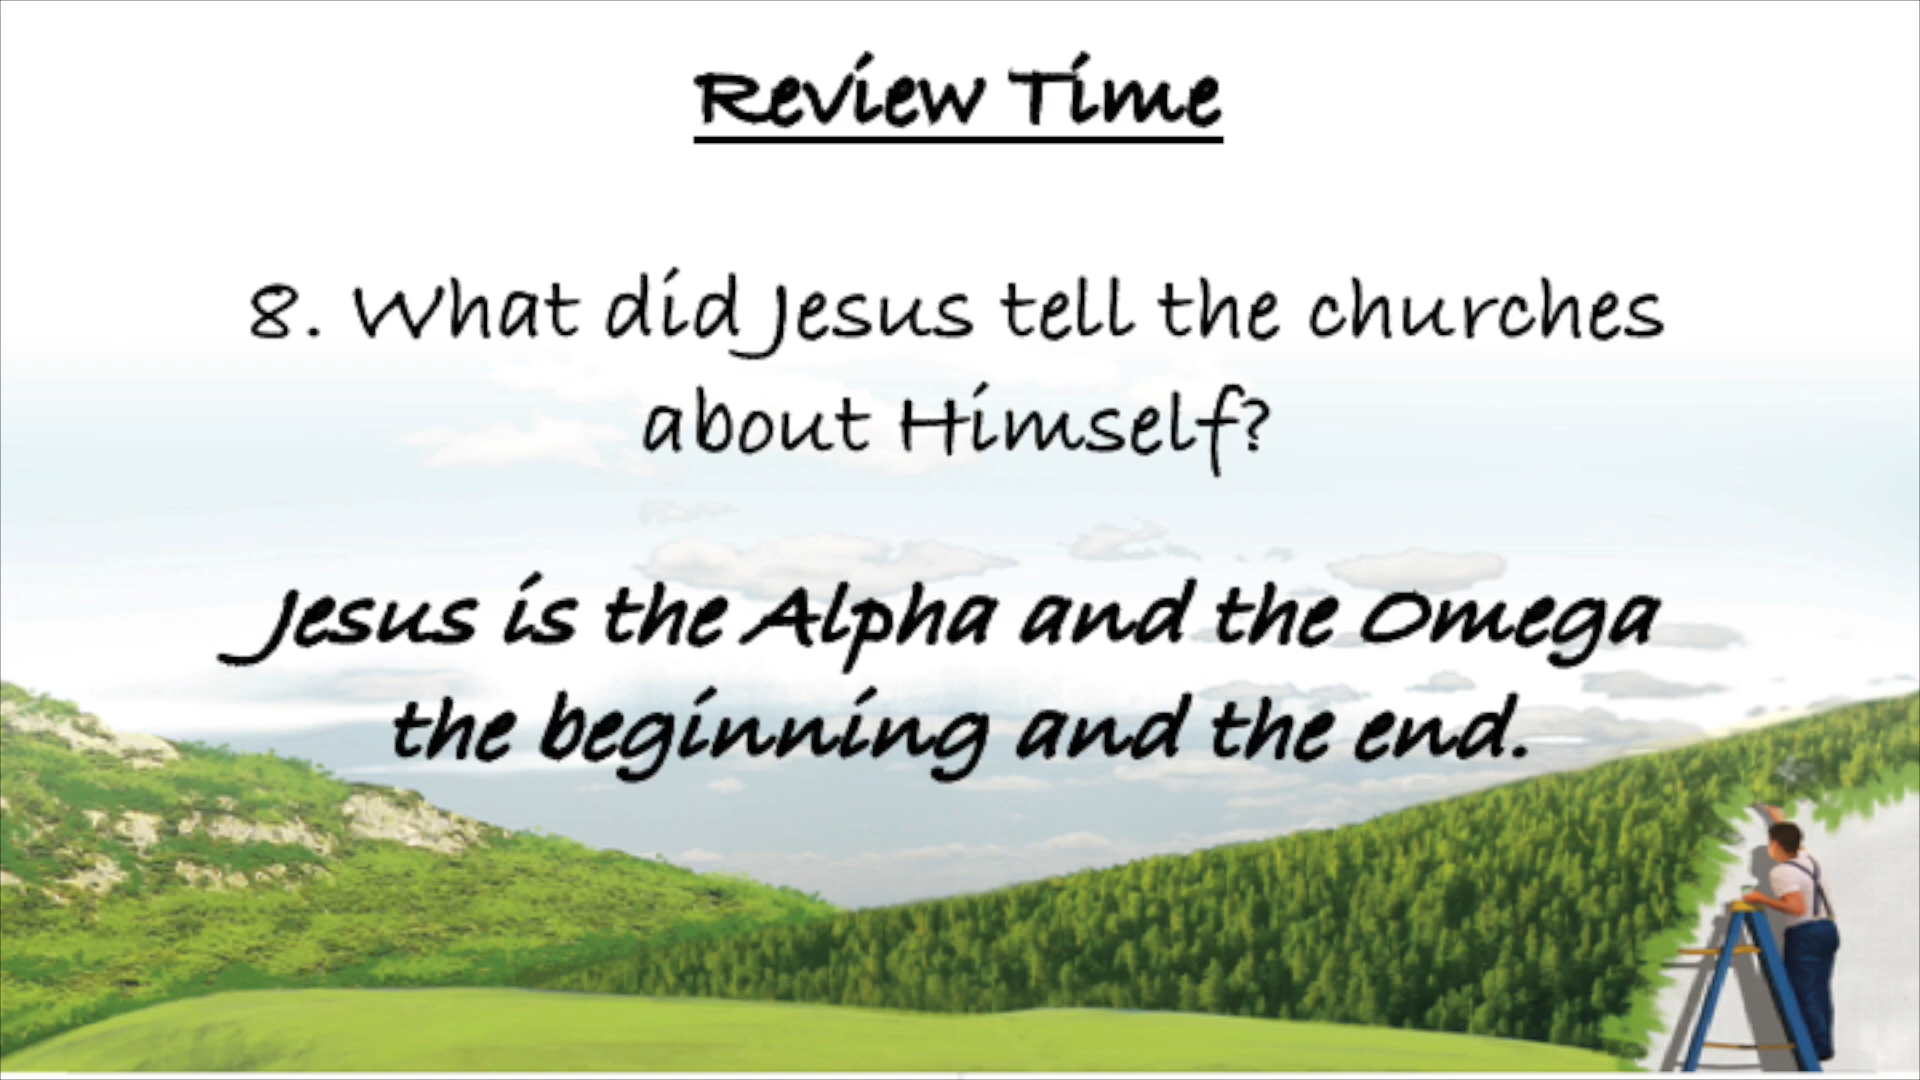 Review Time
8. What did Jesus tell the churches
about Himself?
Jesus is the Alpha and the Omega
the beginning and the end.